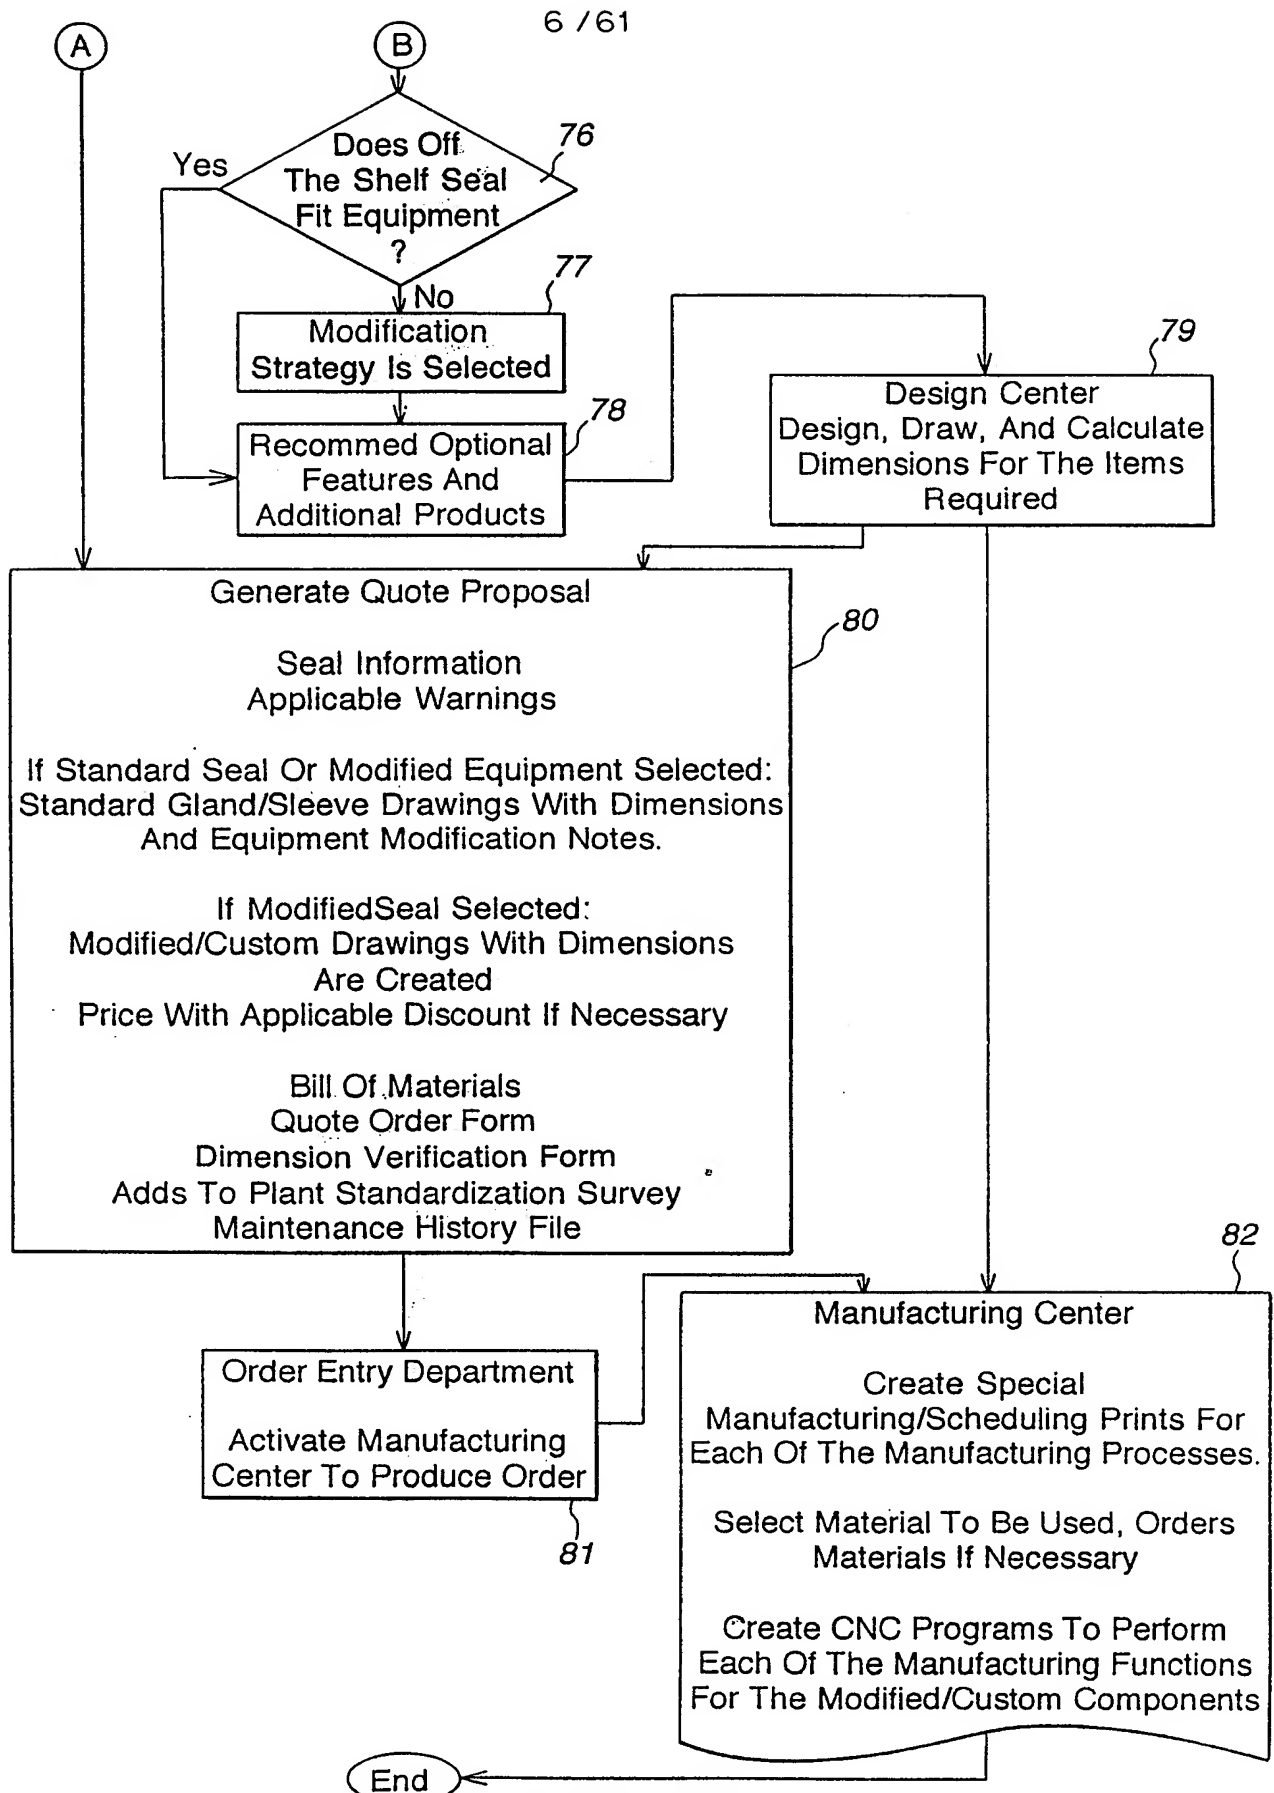 6 / 61
A
B
76
Does Off
The Shelf Seal
Fit Equipment
?
Yes
No
77
Modification
Strategy Is Selected
78
Recommed Optional
Features And
Additional Products
79
Design Center
Design, Draw, And Calculate
Dimensions For The Items
Required
80
Generate Quote Proposal
Seal Information
Applicable Warnings
If Standard Seal Or Modified Equipment Selected:
Standard Gland/Sleeve Drawings With Dimensions
And Equipment Modification Notes.
If ModifiedSeal Selected:
Modified/Custom Drawings With Dimensions
Are Created
Price With Applicable Discount If Necessary
Bill Of Materials
Quote Order Form
Dimension Verification Form
Adds To Plant Standardization Survey
Maintenance History File
81
Order Entry Department
Activate Manufacturing
Center To Produce Order
82
Manufacturing Center
Create Special
Manufacturing/Scheduling Prints For
Each Of The Manufacturing Processes.
Select Material To Be Used, Orders
Materials If Necessary
Create CNC Programs To Perform
Each Of The Manufacturing Functions
For The Modified/Custom Components
End